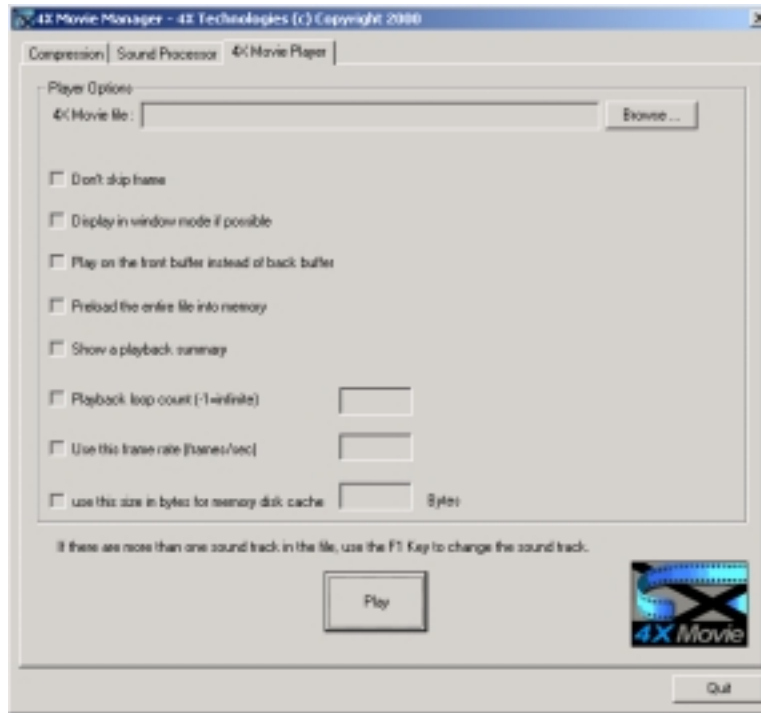 4X Movie Manager - 4X Technologies (c) Copyright 2000
Compression Sound Processor 4X Movie Player
Player Options
4X Movie file : Browse ...
Don't skip frame
Display in window mode if possible
Play on the front buffer instead of back buffer
Preload the entire file into memory
Show a playback summary
Playback loop count (-1=infinite)
Use this frame rate (frames/sec)
use this size in bytes for memory disk cache Bytes
If there are more than one sound track in the file, use the F1 Key to change the sound track.
Play
4X Movie
Quit